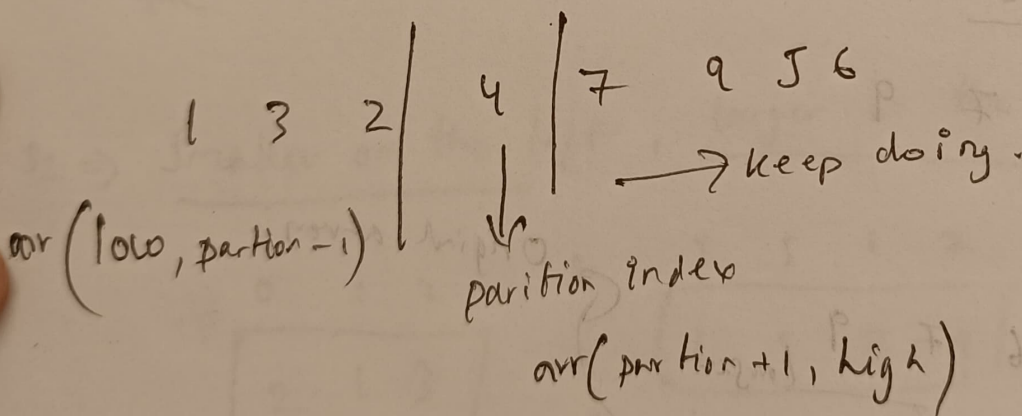 1 3 2 | 4 | 7 9 5 6
→ keep doing.
arr (low, partion-1)
parition index
arr( partion +1, high)